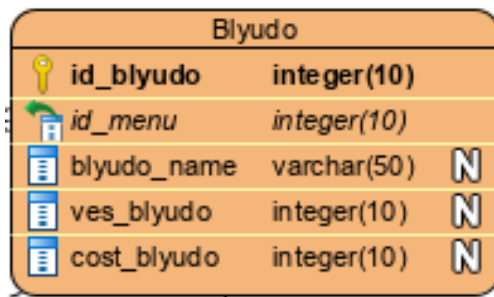 Blyudo
id_blyudo integer(10)
id_menu integer(10)
blyudo_name varchar(50) N
ves_blyudo integer(10) N
cost_blyudo integer(10) N